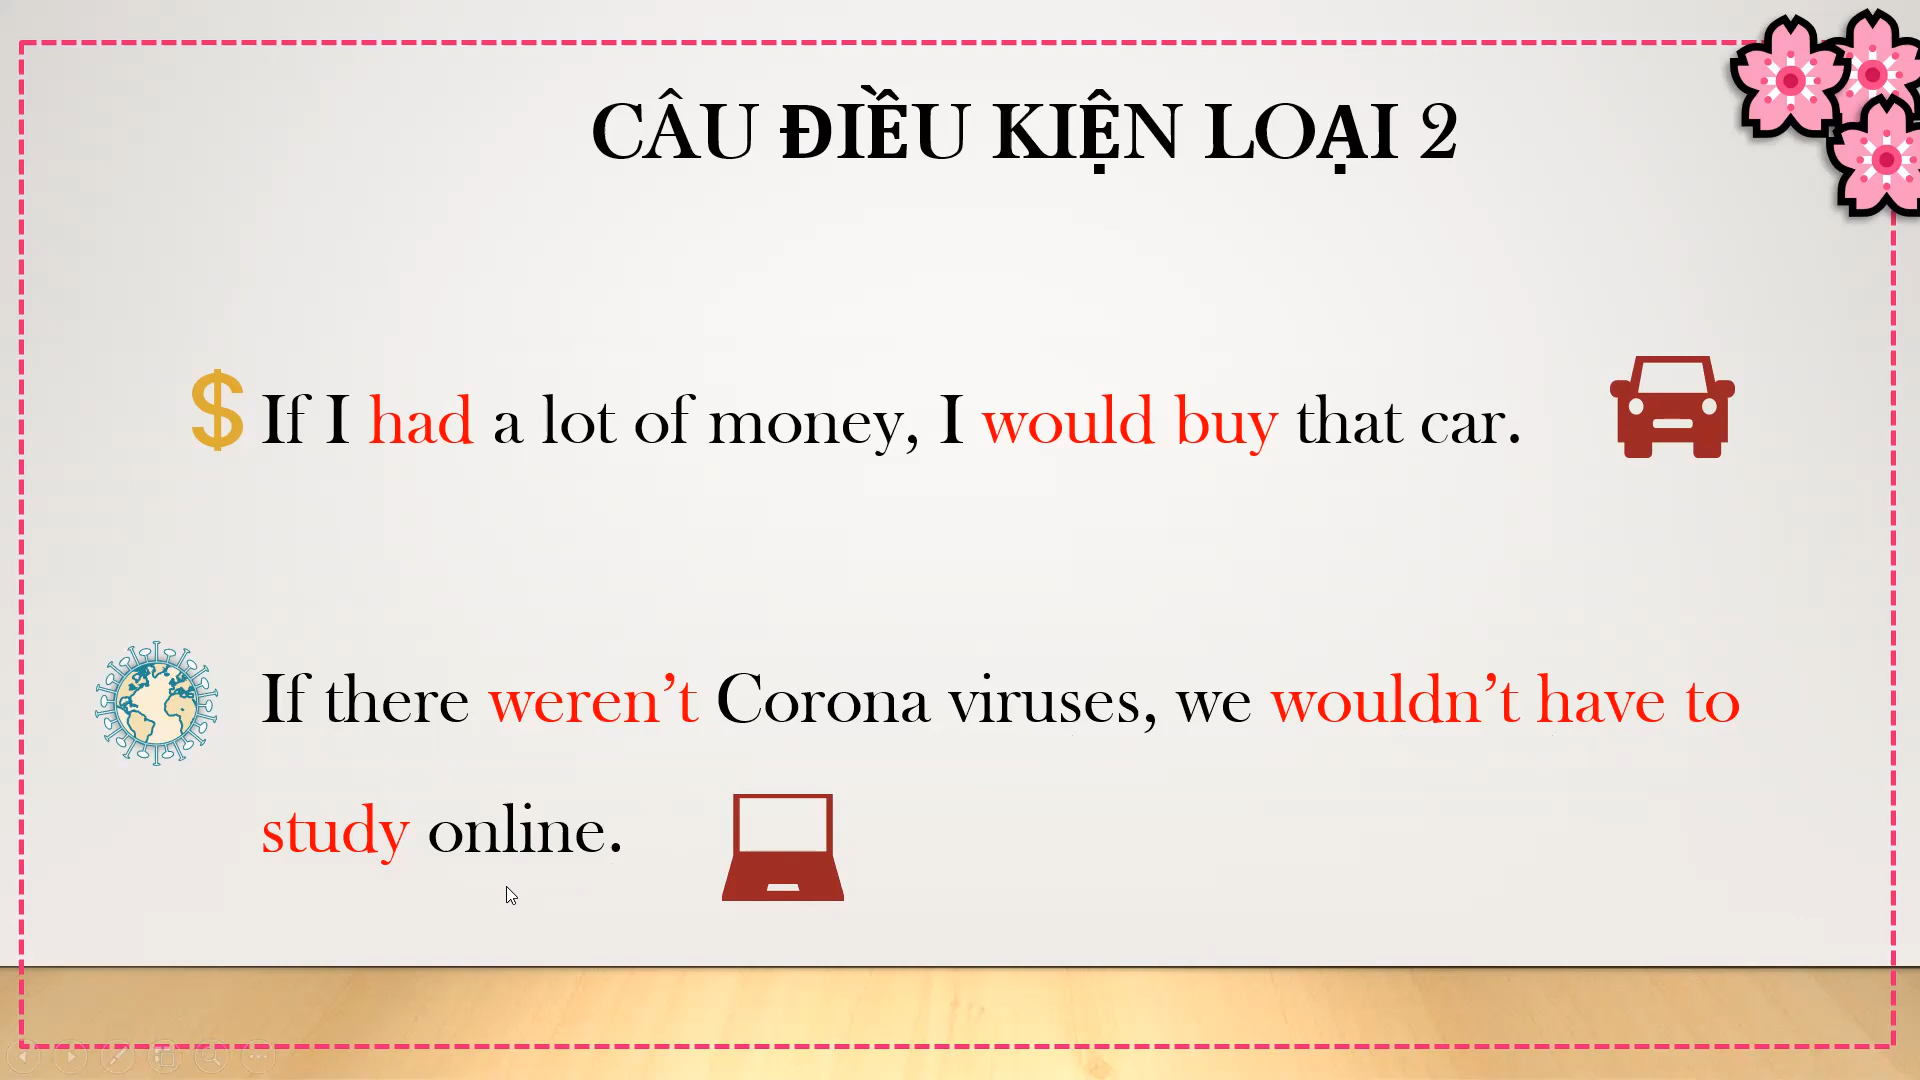 CÂU ĐIỀU KIỆN LOẠI 2
$ If I had a lot of money, I would buy that car.
If there weren’t Corona viruses, we wouldn’t have to
study online.